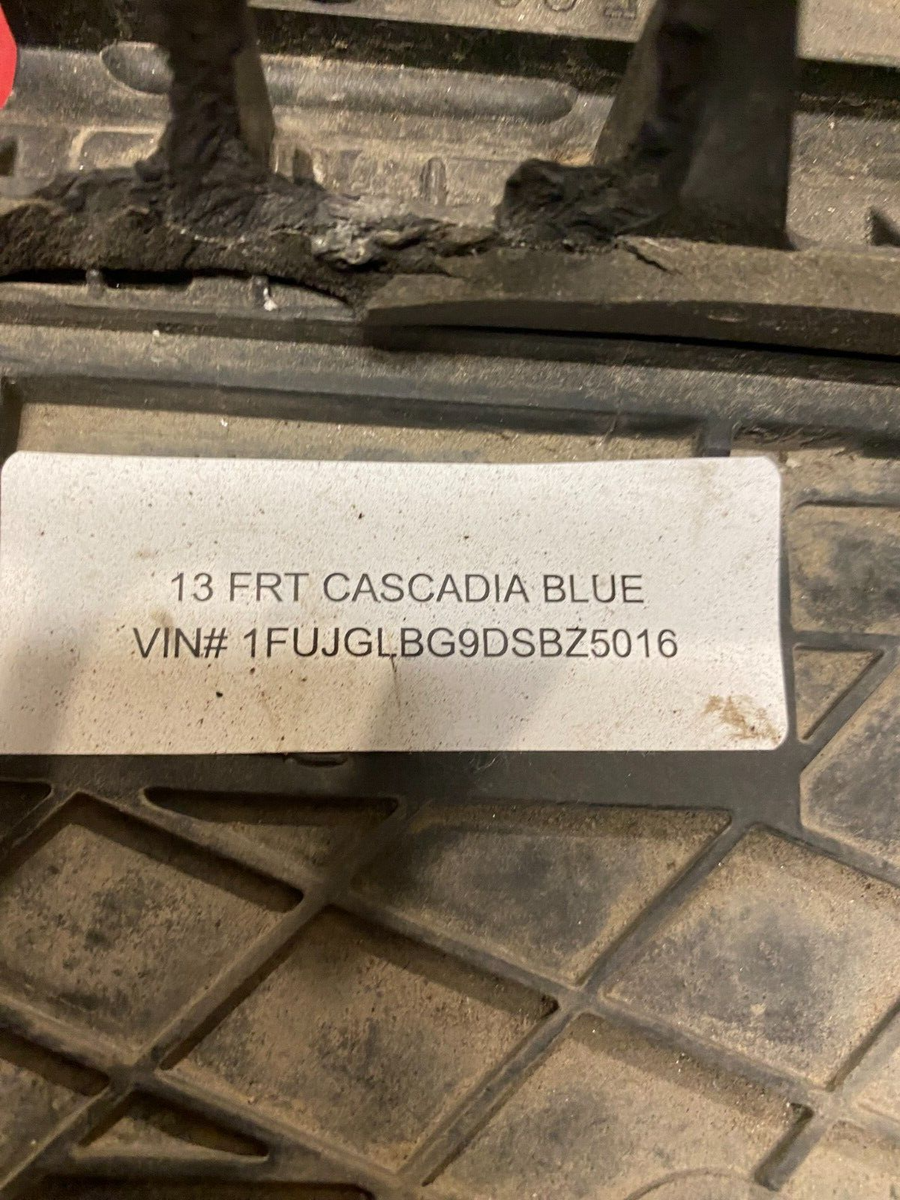 13 FRT CASCADIA BLUE
VIN# 1FUJGLBG9DSBZ5016